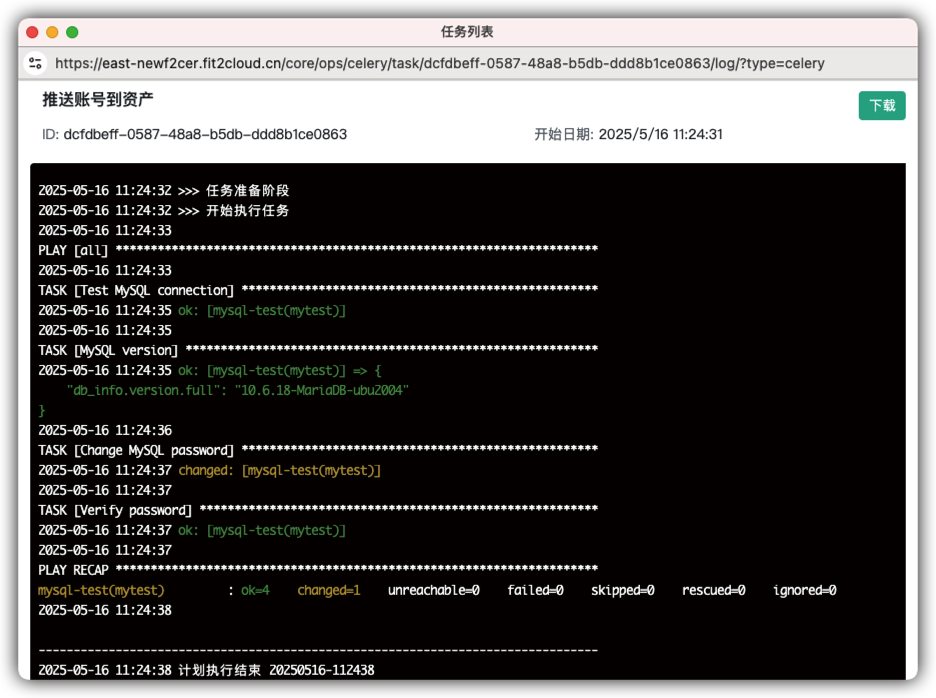 任务列表
https://east-newf2cer.fit2cloud.cn/core/ops/celery/task/dcfdbeff-0587-48a8-b5db-ddd8b1ce0863/log/?type=celery
推送账号到资产
下载
ID: dcfdbeff-0587-48a8-b5db-ddd8b1ce0863 开始日期: 2025/5/16 11:24:31
2025-05-16 11:24:32 >>> 任务准备阶段
2025-05-16 11:24:32 >>> 开始执行任务
2025-05-16 11:24:33
PLAY [all] *********************************************************************
2025-05-16 11:24:33
TASK [Test MySQL connection] ***************************************************
2025-05-16 11:24:35 ok: [mysql-test(mytest)]
2025-05-16 11:24:35
TASK [MySQL version] ***********************************************************
2025-05-16 11:24:35 ok: [mysql-test(mytest)] => {
    "db_info.version.full": "10.6.18-MariaDB-ubu2004"
}
2025-05-16 11:24:36
TASK [Change MySQL password] ***************************************************
2025-05-16 11:24:37 changed: [mysql-test(mytest)]
2025-05-16 11:24:37
TASK [Verify password] *********************************************************
2025-05-16 11:24:37 ok: [mysql-test(mytest)]
2025-05-16 11:24:37
PLAY RECAP *********************************************************************
mysql-test(mytest)         : ok=4    changed=1    unreachable=0    failed=0    skipped=0    rescued=0    ignored=0
2025-05-16 11:24:38
--------------------------------------------------------------------------------
2025-05-16 11:24:38 计划执行结束 20250516-112438